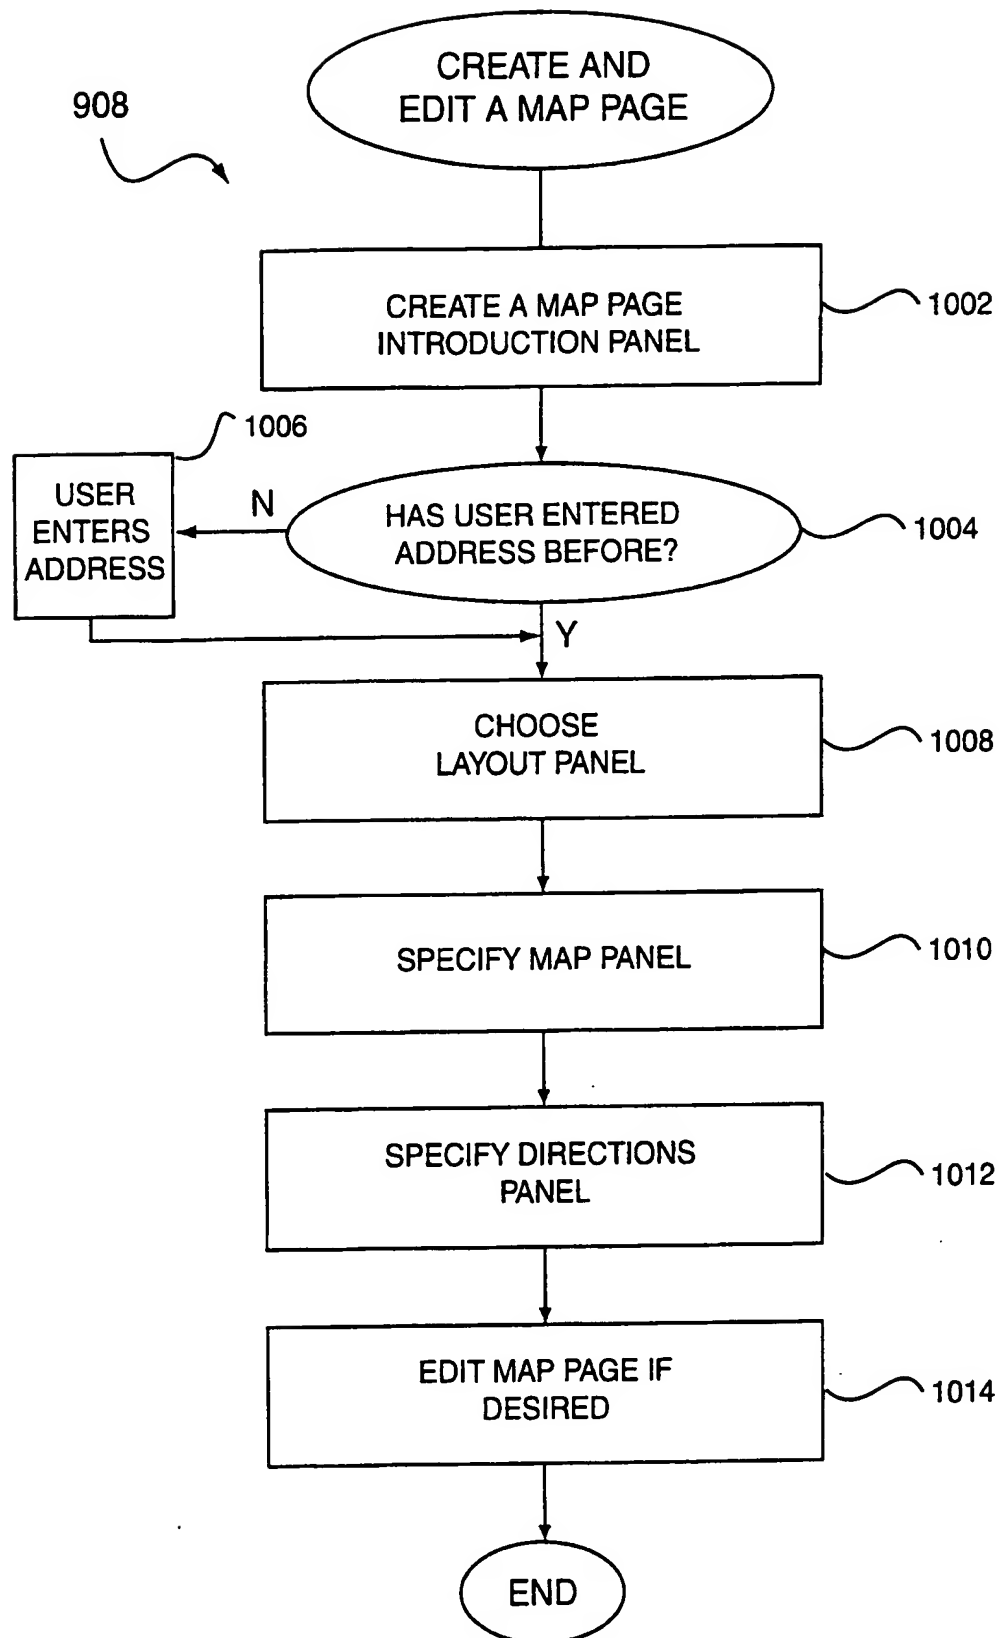 CREATE AND
EDIT A MAP PAGE
908
CREATE A MAP PAGE
INTRODUCTION PANEL
1002
1006
USER
ENTERS
ADDRESS
N
HAS USER ENTERED
ADDRESS BEFORE?
1004
Y
CHOOSE
LAYOUT PANEL
1008
SPECIFY MAP PANEL
1010
SPECIFY DIRECTIONS
PANEL
1012
EDIT MAP PAGE IF
DESIRED
1014
END